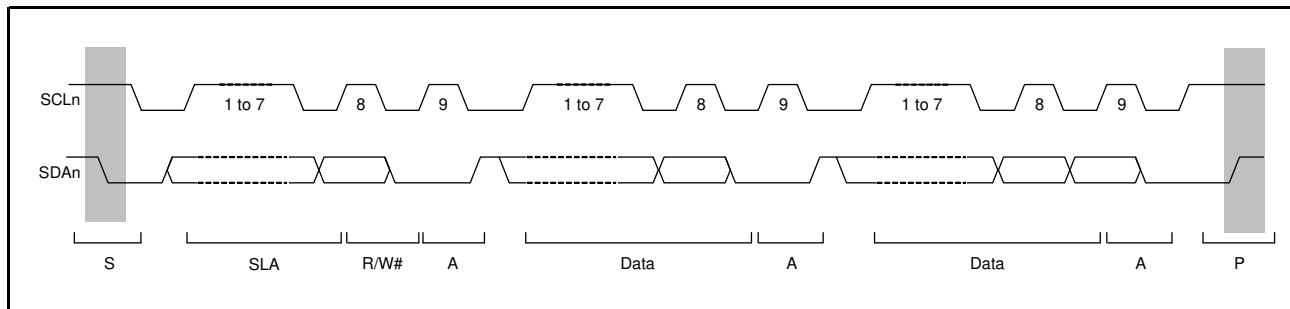 SCLn 1 to 7 8 9 1 to 7 8 9 1 to 7 8 9
SDAn
S SLA R/W# A Data A Data A P